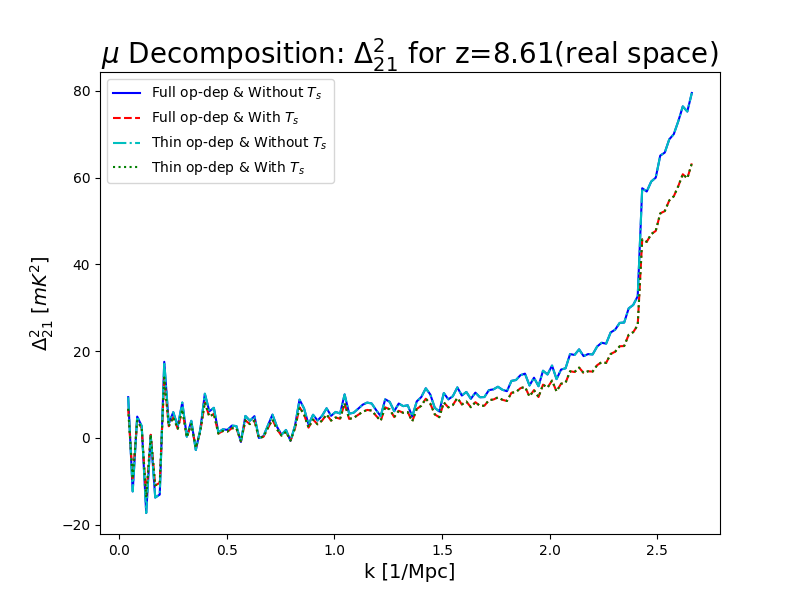 μ Decomposition: Δ²₂₁ for z=8.61(real space)
Full op-dep & Without Tₛ
Full op-dep & With Tₛ
Thin op-dep & Without Tₛ
Thin op-dep & With Tₛ
Δ²₂₁ [mK²]
80
60
40
20
0
−20
0.0 0.5 1.0 1.5 2.0 2.5
k [1/Mpc]